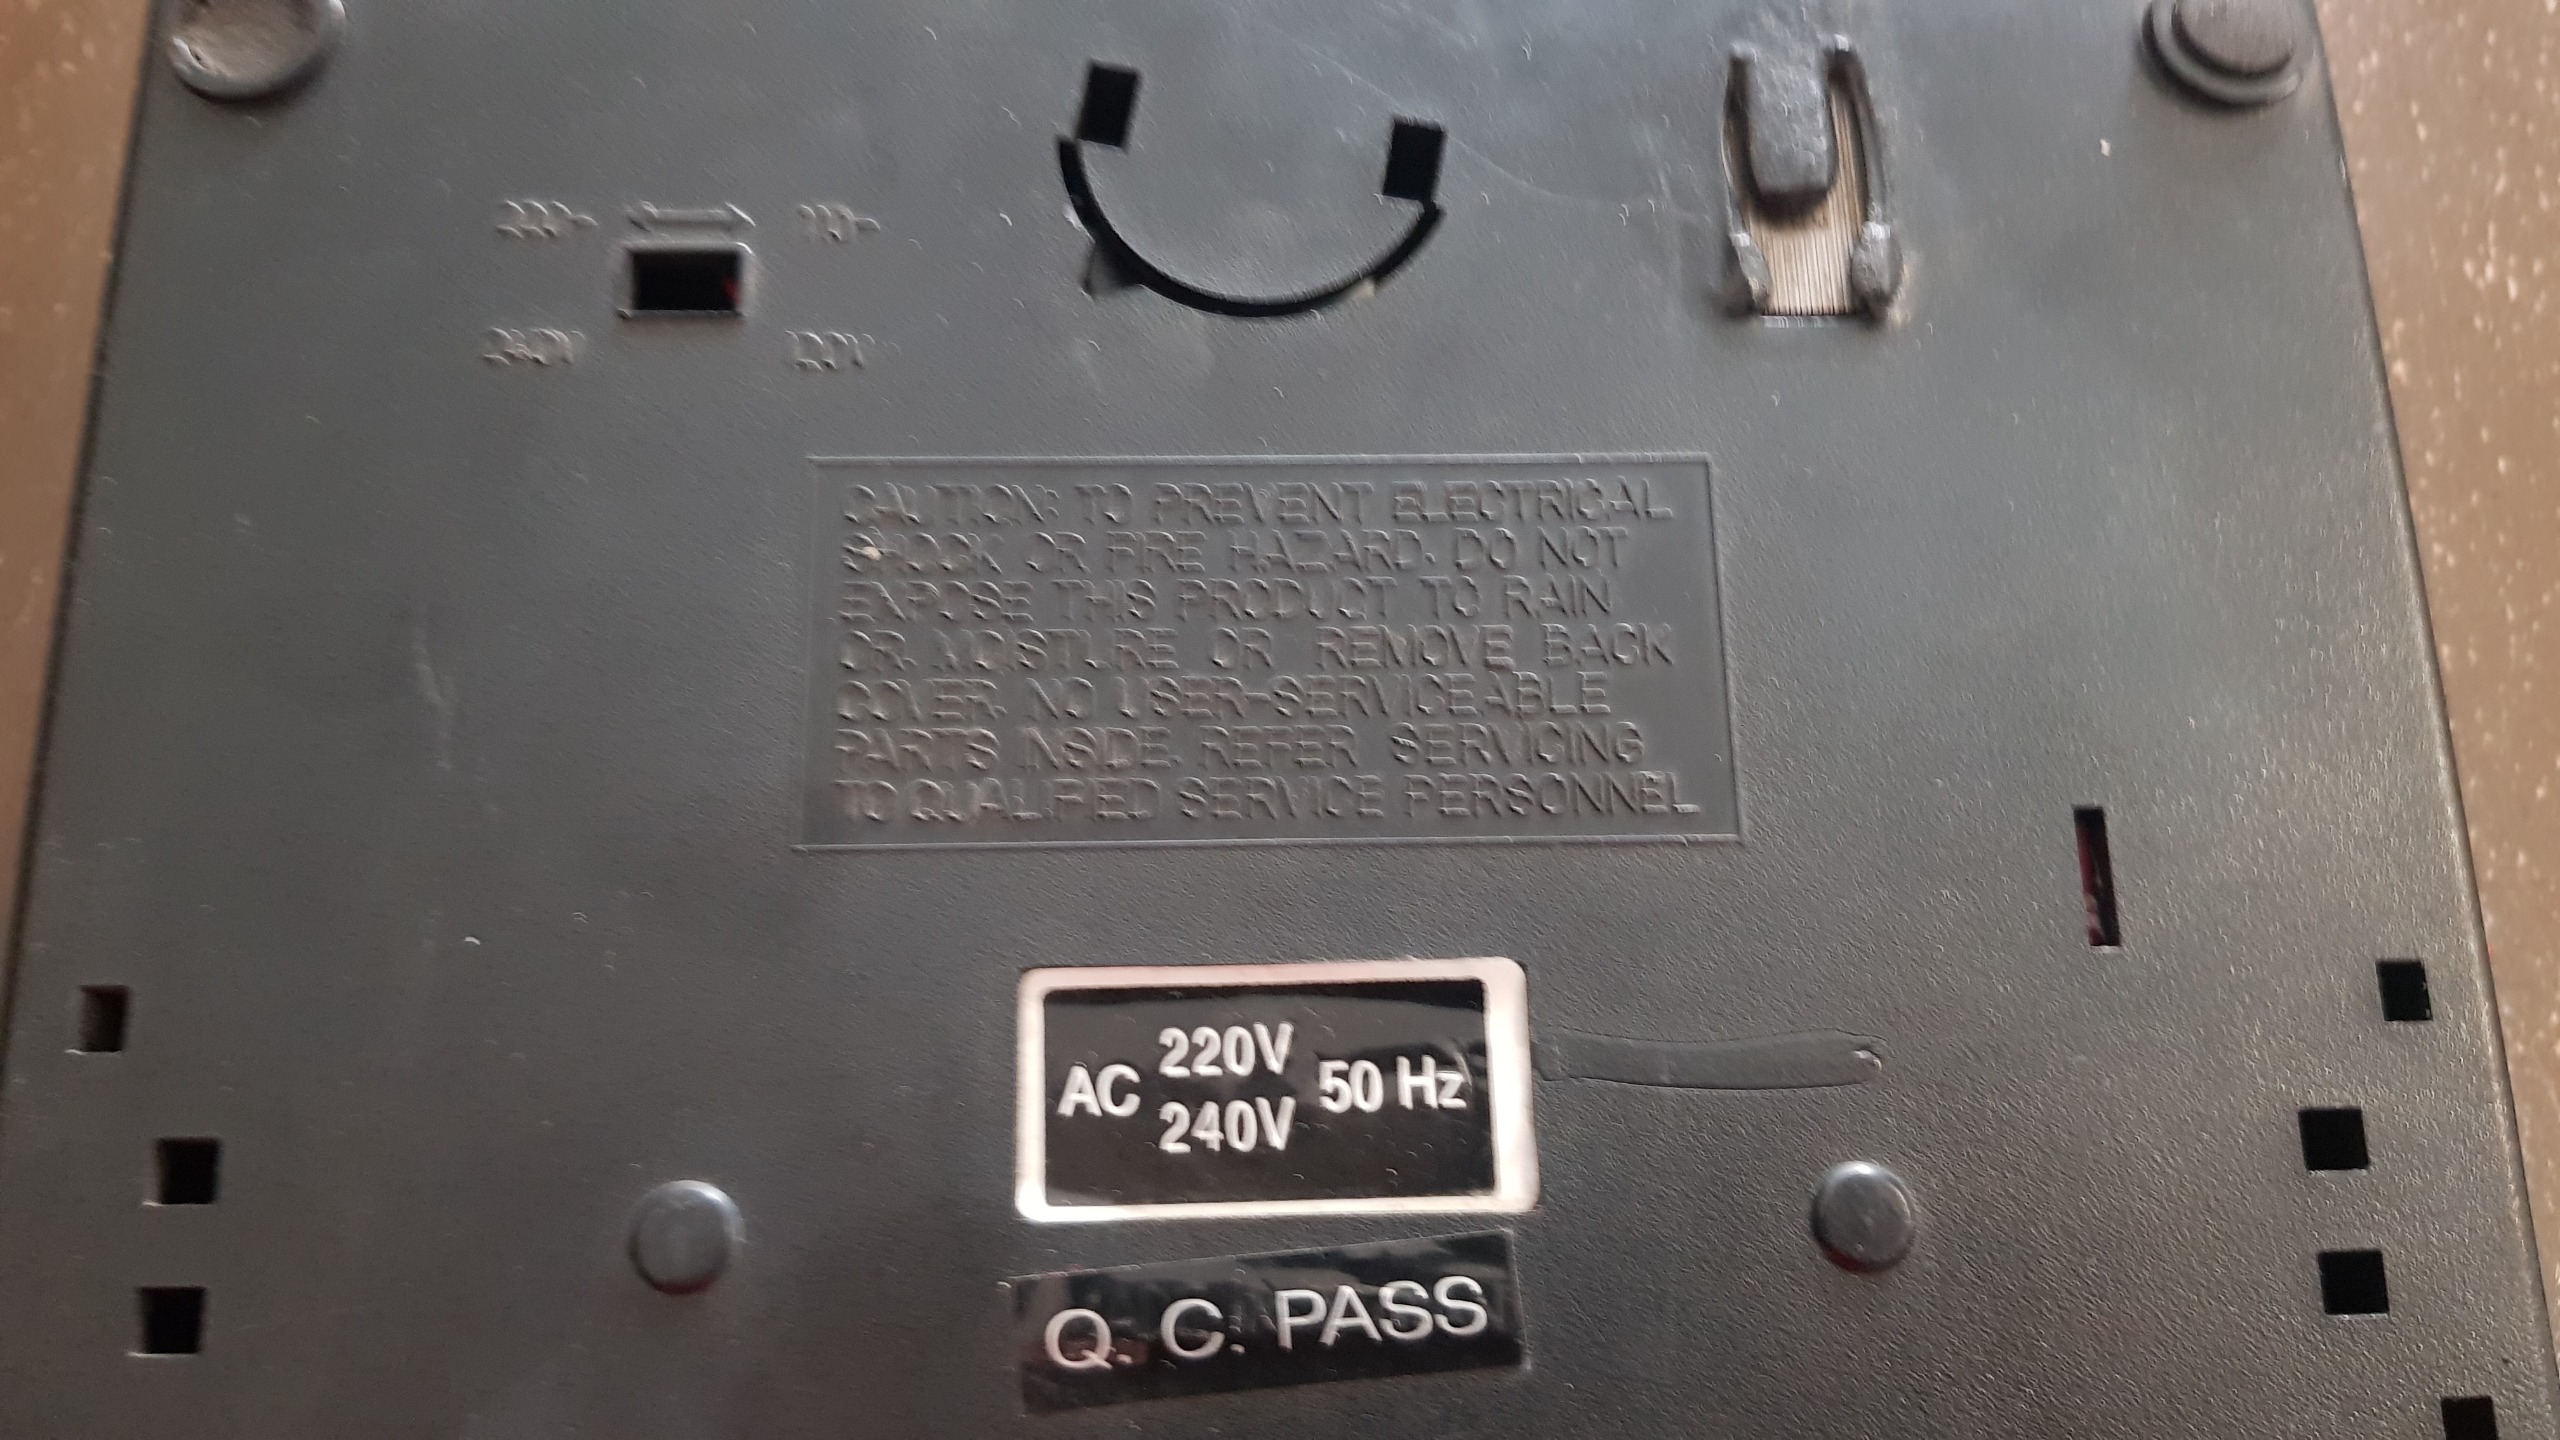 220-
110-
240V
120V
CAUTION: TO PREVENT ELECTRICAL
SHOCK OR FIRE HAZARD, DO NOT
EXPOSE THIS PRODUCT TO RAIN
OR MOISTURE OR REMOVE BACK
COVER. NO USER-SERVICEABLE
PARTS INSIDE. REFER SERVICING
TO QUALIFIED SERVICE PERSONNEL
AC 220V 50 Hz
240V
Q. C. PASS